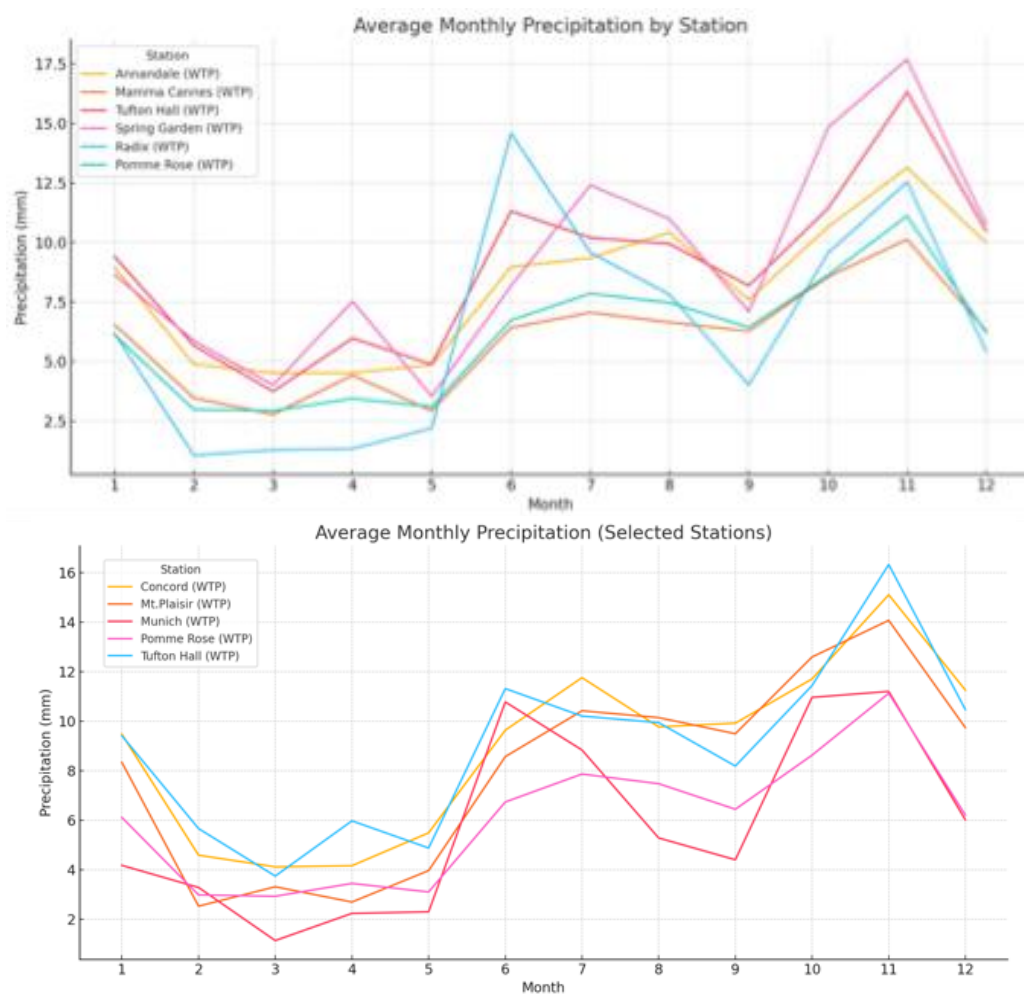 Average Monthly Precipitation by Station
Station
Annandale (WTP)
Mamma Cannes (WTP)
Tufton Hall (WTP)
Spring Garden (WTP)
Radix (WTP)
Pomme Rose (WTP)
Precipitation (mm)
17.5
15.0
12.5
10.0
7.5
5.0
2.5
1 2 3 4 5 6 7 8 9 10 11 12
Month
Average Monthly Precipitation (Selected Stations)
Station
Concord (WTP)
Mt.Plaisir (WTP)
Munich (WTP)
Pomme Rose (WTP)
Tufton Hall (WTP)
Precipitation (mm)
16
14
12
10
8
6
4
2
1 2 3 4 5 6 7 8 9 10 11 12
Month